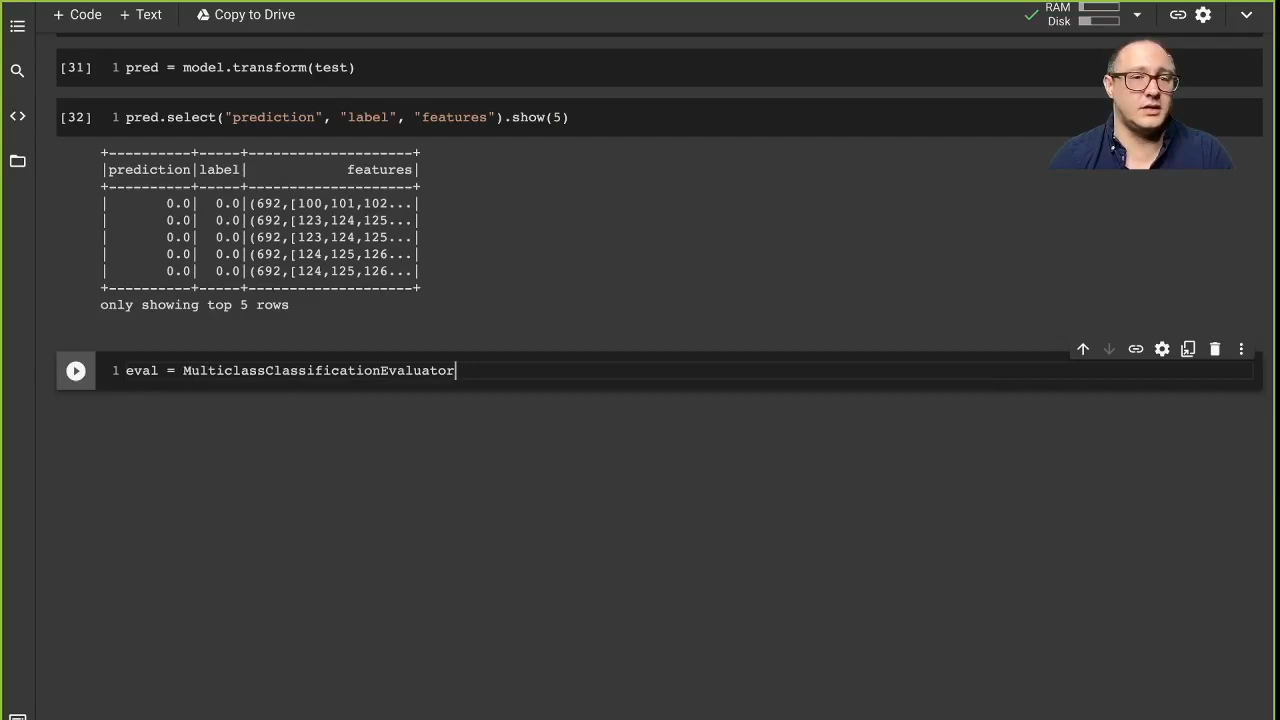 + Code + Text Copy to Drive RAM
Disk
[31] 1 pred = model.transform(test)
[32] 1 pred.select("prediction", "label", "features").show(5)
+----------+-----+--------------------+
|prediction|label|            features|
+----------+-----+--------------------+
|       0.0|  0.0|(692,[100,101,102...|
|       0.0|  0.0|(692,[123,124,125...|
|       0.0|  0.0|(692,[123,124,125...|
|       0.0|  0.0|(692,[124,125,126...|
|       0.0|  0.0|(692,[124,125,126...|
+----------+-----+--------------------+
only showing top 5 rows
1 eval = MulticlassClassificationEvaluator